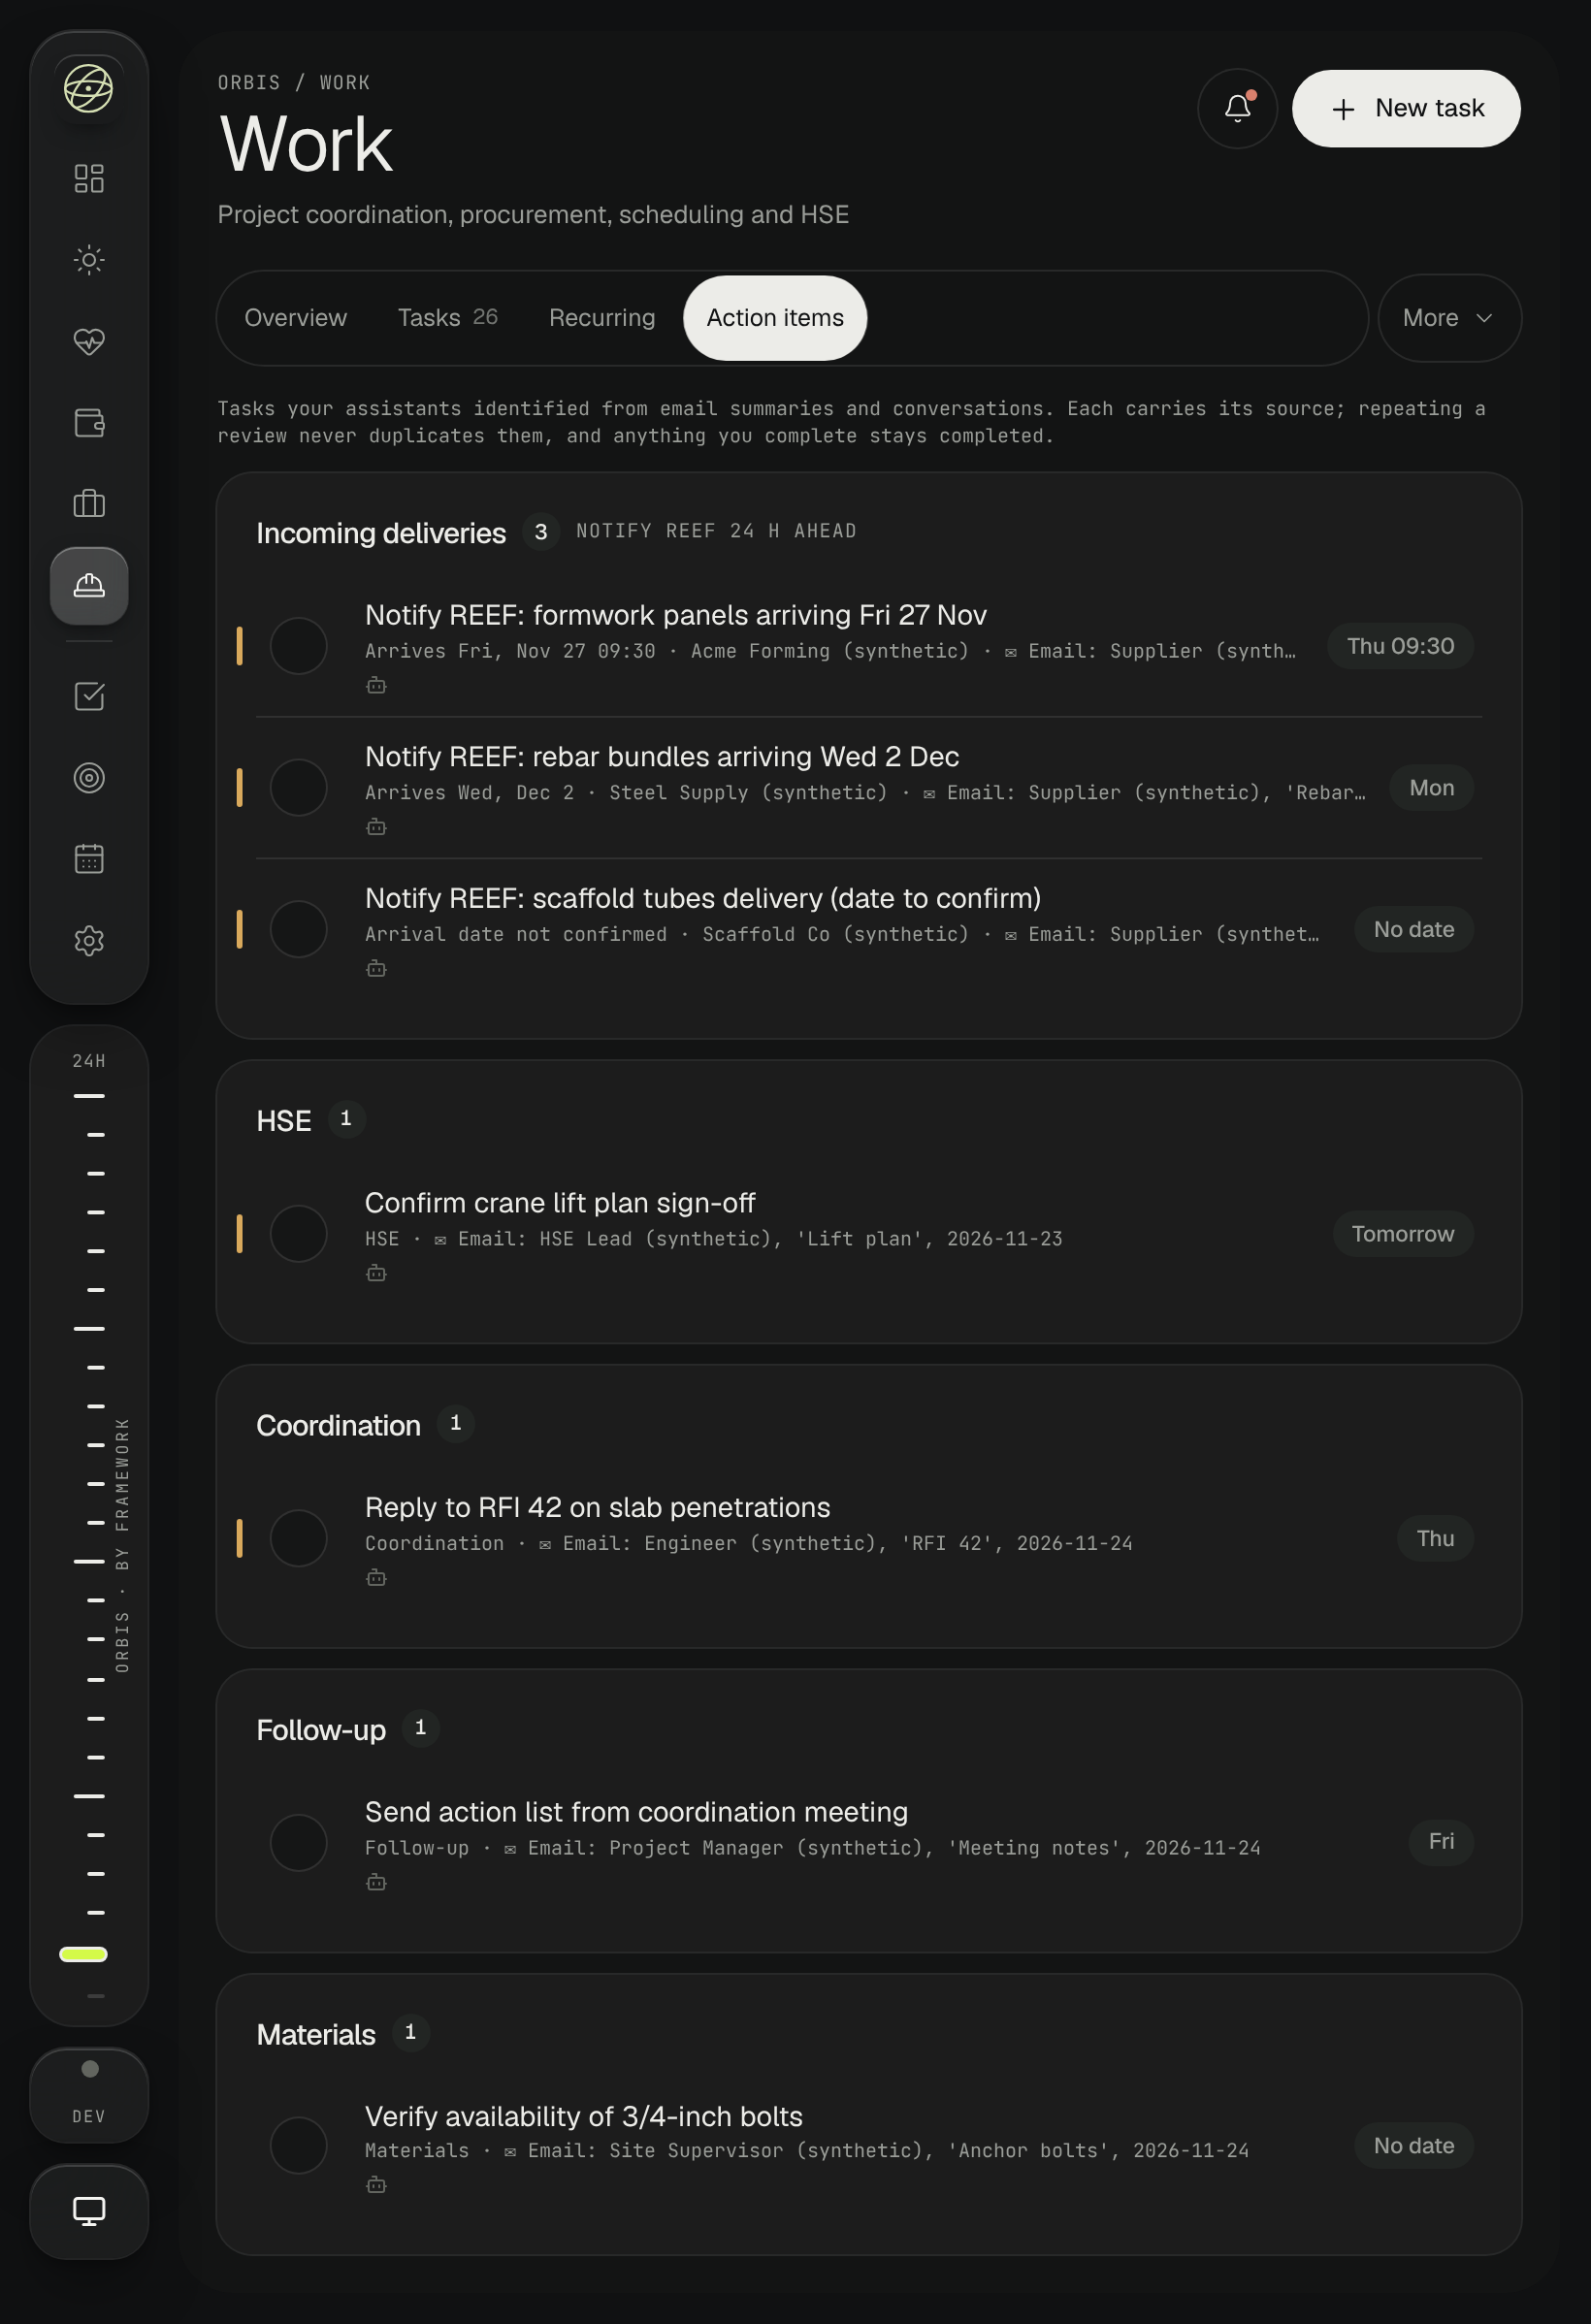 ORBIS / WORK
Work
Project coordination, procurement, scheduling and HSE
New task
Overview
Tasks 26
Recurring
Action items
More
Tasks your assistants identified from email summaries and conversations. Each carries its source; repeating a
review never duplicates them, and anything you complete stays completed.
Incoming deliveries 3 NOTIFY REEF 24 H AHEAD
Notify REEF: formwork panels arriving Fri 27 Nov
Arrives Fri, Nov 27 09:30 · Acme Forming (synthetic) · ✉ Email: Supplier (synth…
Thu 09:30
Notify REEF: rebar bundles arriving Wed 2 Dec
Arrives Wed, Dec 2 · Steel Supply (synthetic) · ✉ Email: Supplier (synthetic), 'Rebar…
Mon
Notify REEF: scaffold tubes delivery (date to confirm)
Arrival date not confirmed · Scaffold Co (synthetic) · ✉ Email: Supplier (synthet…
No date
HSE 1
Confirm crane lift plan sign-off
HSE · ✉ Email: HSE Lead (synthetic), 'Lift plan', 2026-11-23
Tomorrow
Coordination 1
Reply to RFI 42 on slab penetrations
Coordination · ✉ Email: Engineer (synthetic), 'RFI 42', 2026-11-24
Thu
Follow-up 1
Send action list from coordination meeting
Follow-up · ✉ Email: Project Manager (synthetic), 'Meeting notes', 2026-11-24
Fri
Materials 1
Verify availability of 3/4-inch bolts
Materials · ✉ Email: Site Supervisor (synthetic), 'Anchor bolts', 2026-11-24
No date
24H
ORBIS · BY FRAMEWORK
DEV